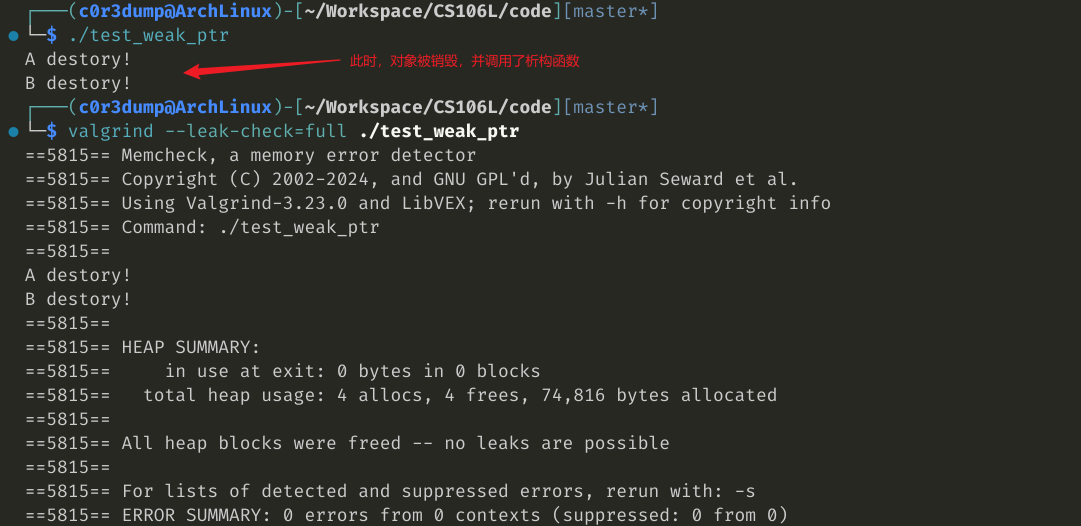 ┌──(c0r3dump@ArchLinux)-[~/Workspace/CS106L/code][master*]
└─$ ./test_weak_ptr
A destory!
此时，对象被销毁，并调用了析构函数
B destory!
┌──(c0r3dump@ArchLinux)-[~/Workspace/CS106L/code][master*]
└─$ valgrind --leak-check=full ./test_weak_ptr
==5815== Memcheck, a memory error detector
==5815== Copyright (C) 2002-2024, and GNU GPL'd, by Julian Seward et al.
==5815== Using Valgrind-3.23.0 and LibVEX; rerun with -h for copyright info
==5815== Command: ./test_weak_ptr
==5815==
A destory!
B destory!
==5815==
==5815== HEAP SUMMARY:
==5815==     in use at exit: 0 bytes in 0 blocks
==5815==   total heap usage: 4 allocs, 4 frees, 74,816 bytes allocated
==5815==
==5815== All heap blocks were freed -- no leaks are possible
==5815==
==5815== For lists of detected and suppressed errors, rerun with: -s
==5815== ERROR SUMMARY: 0 errors from 0 contexts (suppressed: 0 from 0)